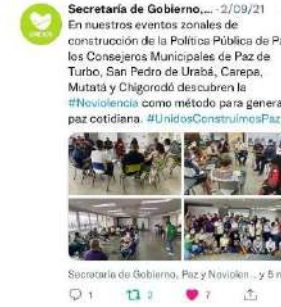 Secretaría de Gobierno,... · 2/09/21
En nuestros eventos zonales de
construcción de la Política Pública de Pa
los Consejeros Municipales de Paz de
Turbo, San Pedro de Urabá, Carepa,
Mutatá y Chigorodó descubren la
#Noviolencia como método para genera
paz cotidiana. #UnidosConstruimosPaz
Secretaría de Gobierno, Paz y Noviolen... y 5 m
1 2 7